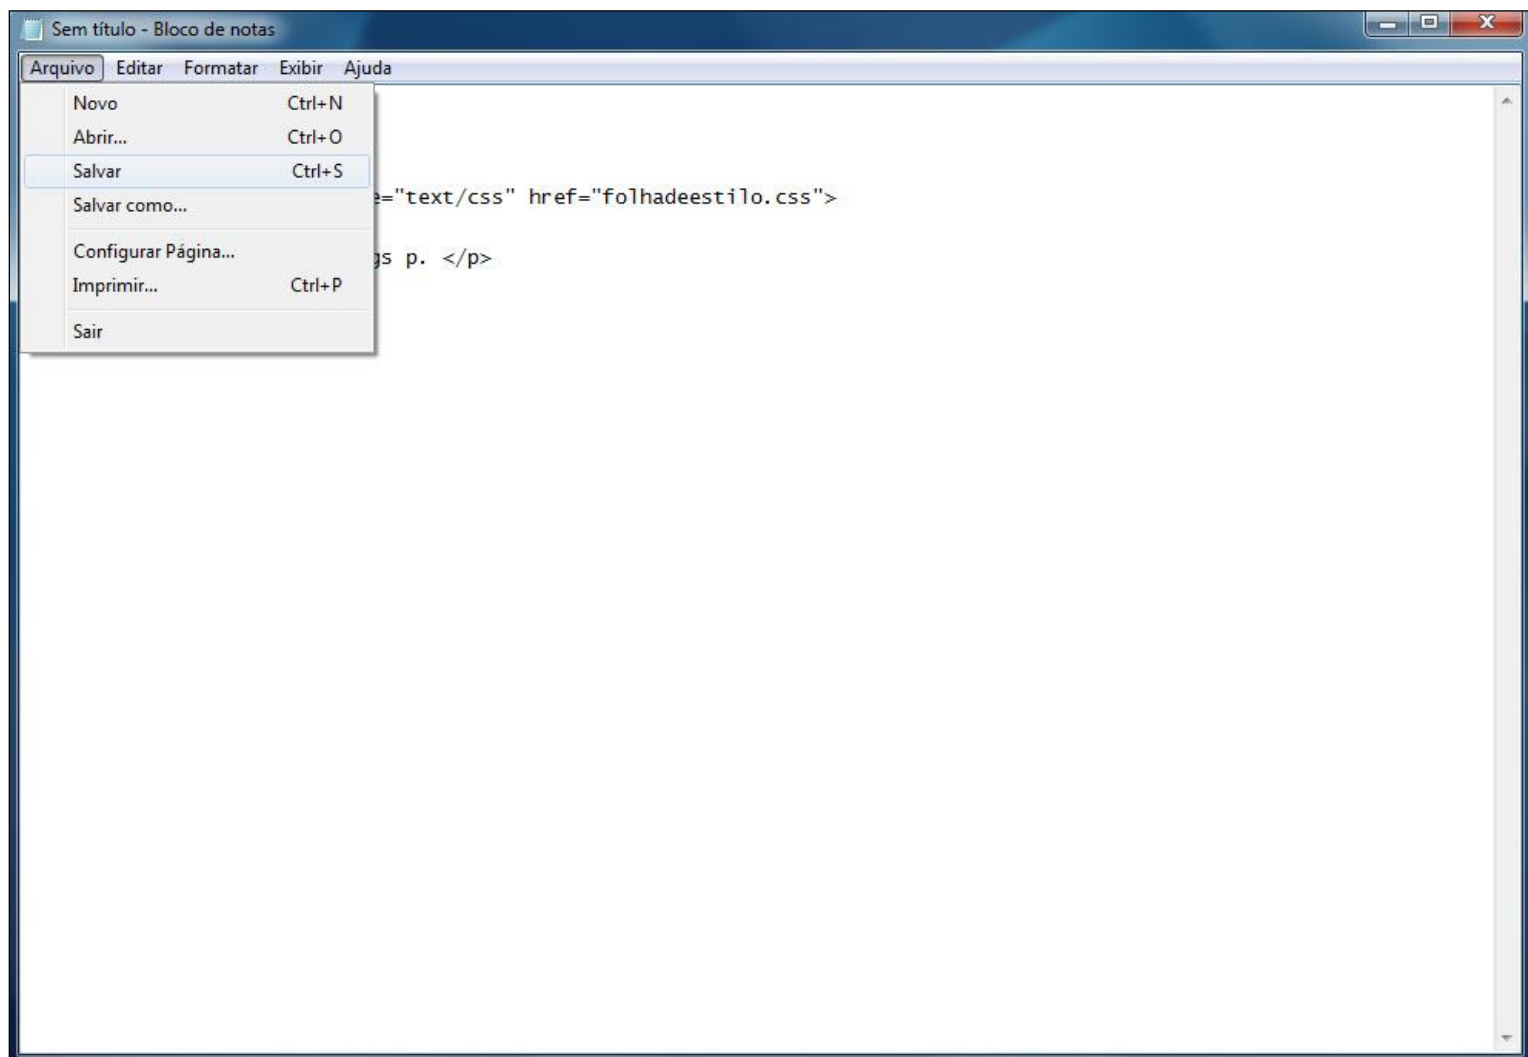 Sem título - Bloco de notas
Arquivo Editar Formatar Exibir Ajuda
Novo Ctrl+N
Abrir... Ctrl+O
Salvar Ctrl+S
="text/css" href="folhadeestilo.css">
Salvar como...
Configurar Página...
p. </p>
Imprimir... Ctrl+P
Sair